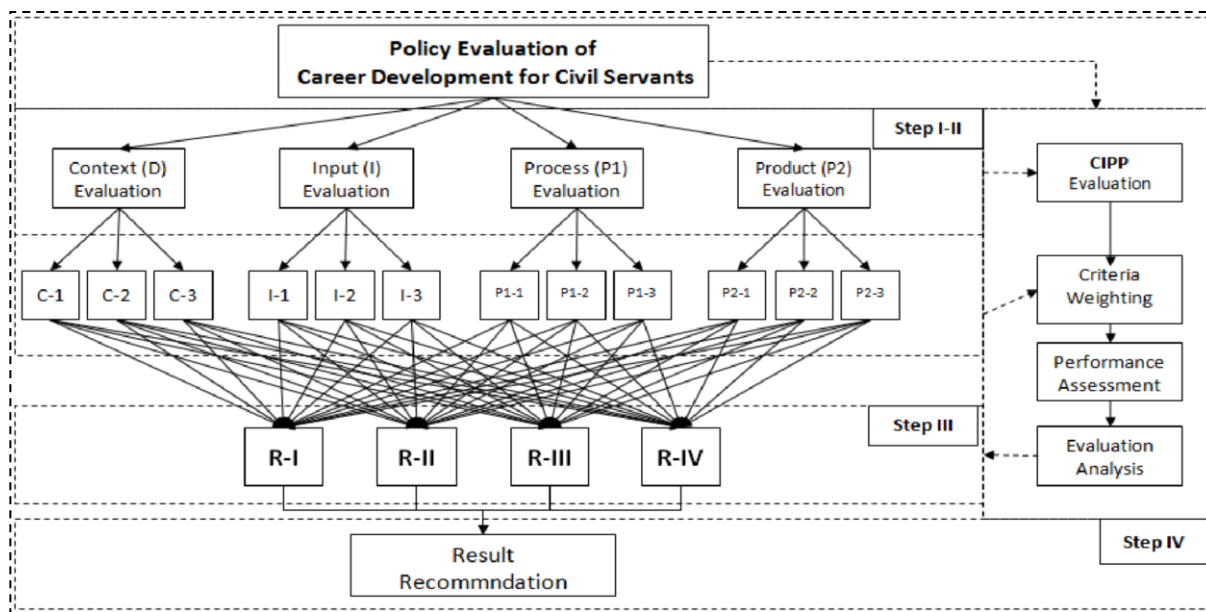 Policy Evaluation of
Career Development for Civil Servants
Step I-II
Context (D)
Evaluation
Input (I)
Evaluation
Process (P1)
Evaluation
Product (P2)
Evaluation
CIPP
Evaluation
C-1
C-2
C-3
I-1
I-2
I-3
P1-1
P1-2
P1-3
P2-1
P2-2
P2-3
Criteria
Weighting
Performance
Assessment
Step III
R-I
R-II
R-III
R-IV
Evaluation
Analysis
Result
Recommndation
Step IV